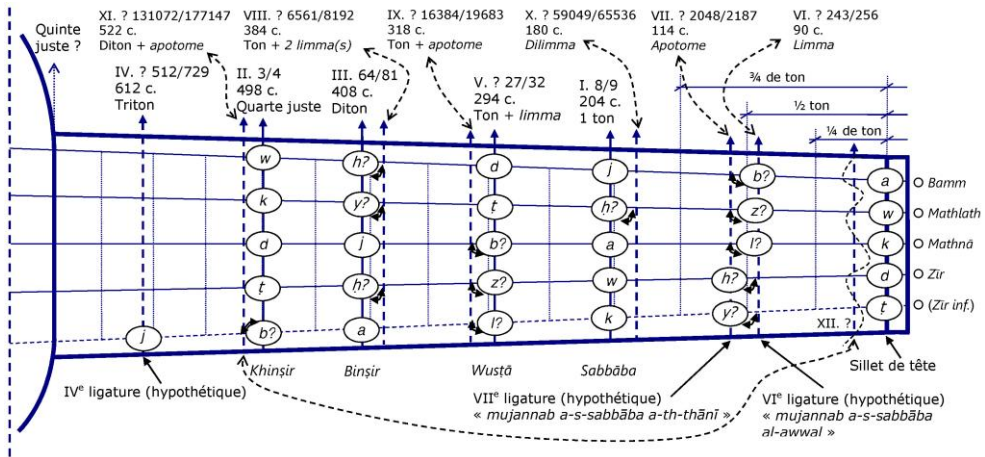 XI. ? 131072/177147
522 c.
Diton + apotome
VIII. ? 6561/8192
384 c.
Ton + 2 limma(s)
IX. ? 16384/19683
318 c.
Ton + apotome
X. ? 59049/65536
180 c.
Dilimma
VII. ? 2048/2187
114 c.
Apotome
VI. ? 243/256
90 c.
Limma
Quinte
juste ?
IV. ? 512/729
612 c.
Triton
II. 3/4
498 c.
Quarte juste
III. 64/81
408 c.
Diton
V. ? 27/32
294 c.
Ton + limma
I. 8/9
204 c.
1 ton
¾ de ton
½ ton
¼ de ton
w h? d j b? a Bamm
k y? ṭ ḥ? z? w Mathlath
d j b? a l? k Mathnā
ṭ ḥ? z? w h? d Zīr
j b? a l? k y? ṭ (Zīr inf.)
XII. ?
IVᵉ ligature (hypothétique)
Khinṣir
Binṣir
Wusṭā
Sabbāba
Sillet de tête
VIIᵉ ligature (hypothétique)
« mujannab a-s-sabbāba a-th-thānī »
VIᵉ ligature (hypothétique)
« mujannab a-s-sabbāba
al-awwal »